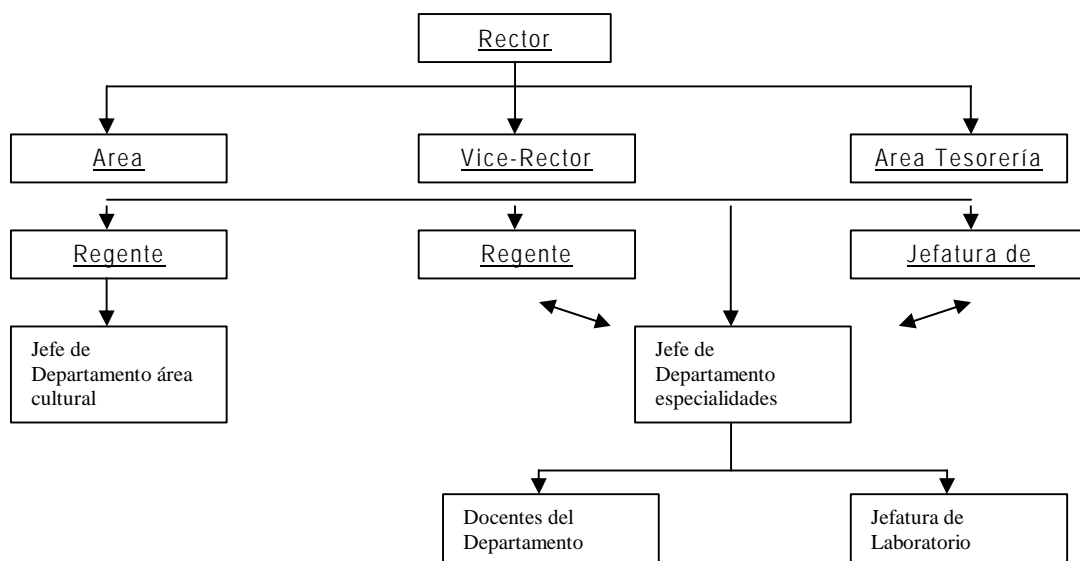 Rector
Area
Vice-Rector
Area Tesorería
Regente
Regente
Jefatura de
Jefe de
Departamento área
cultural
Jefe de
Departamento
especialidades
Docentes del
Departamento
Jefatura de
Laboratorio